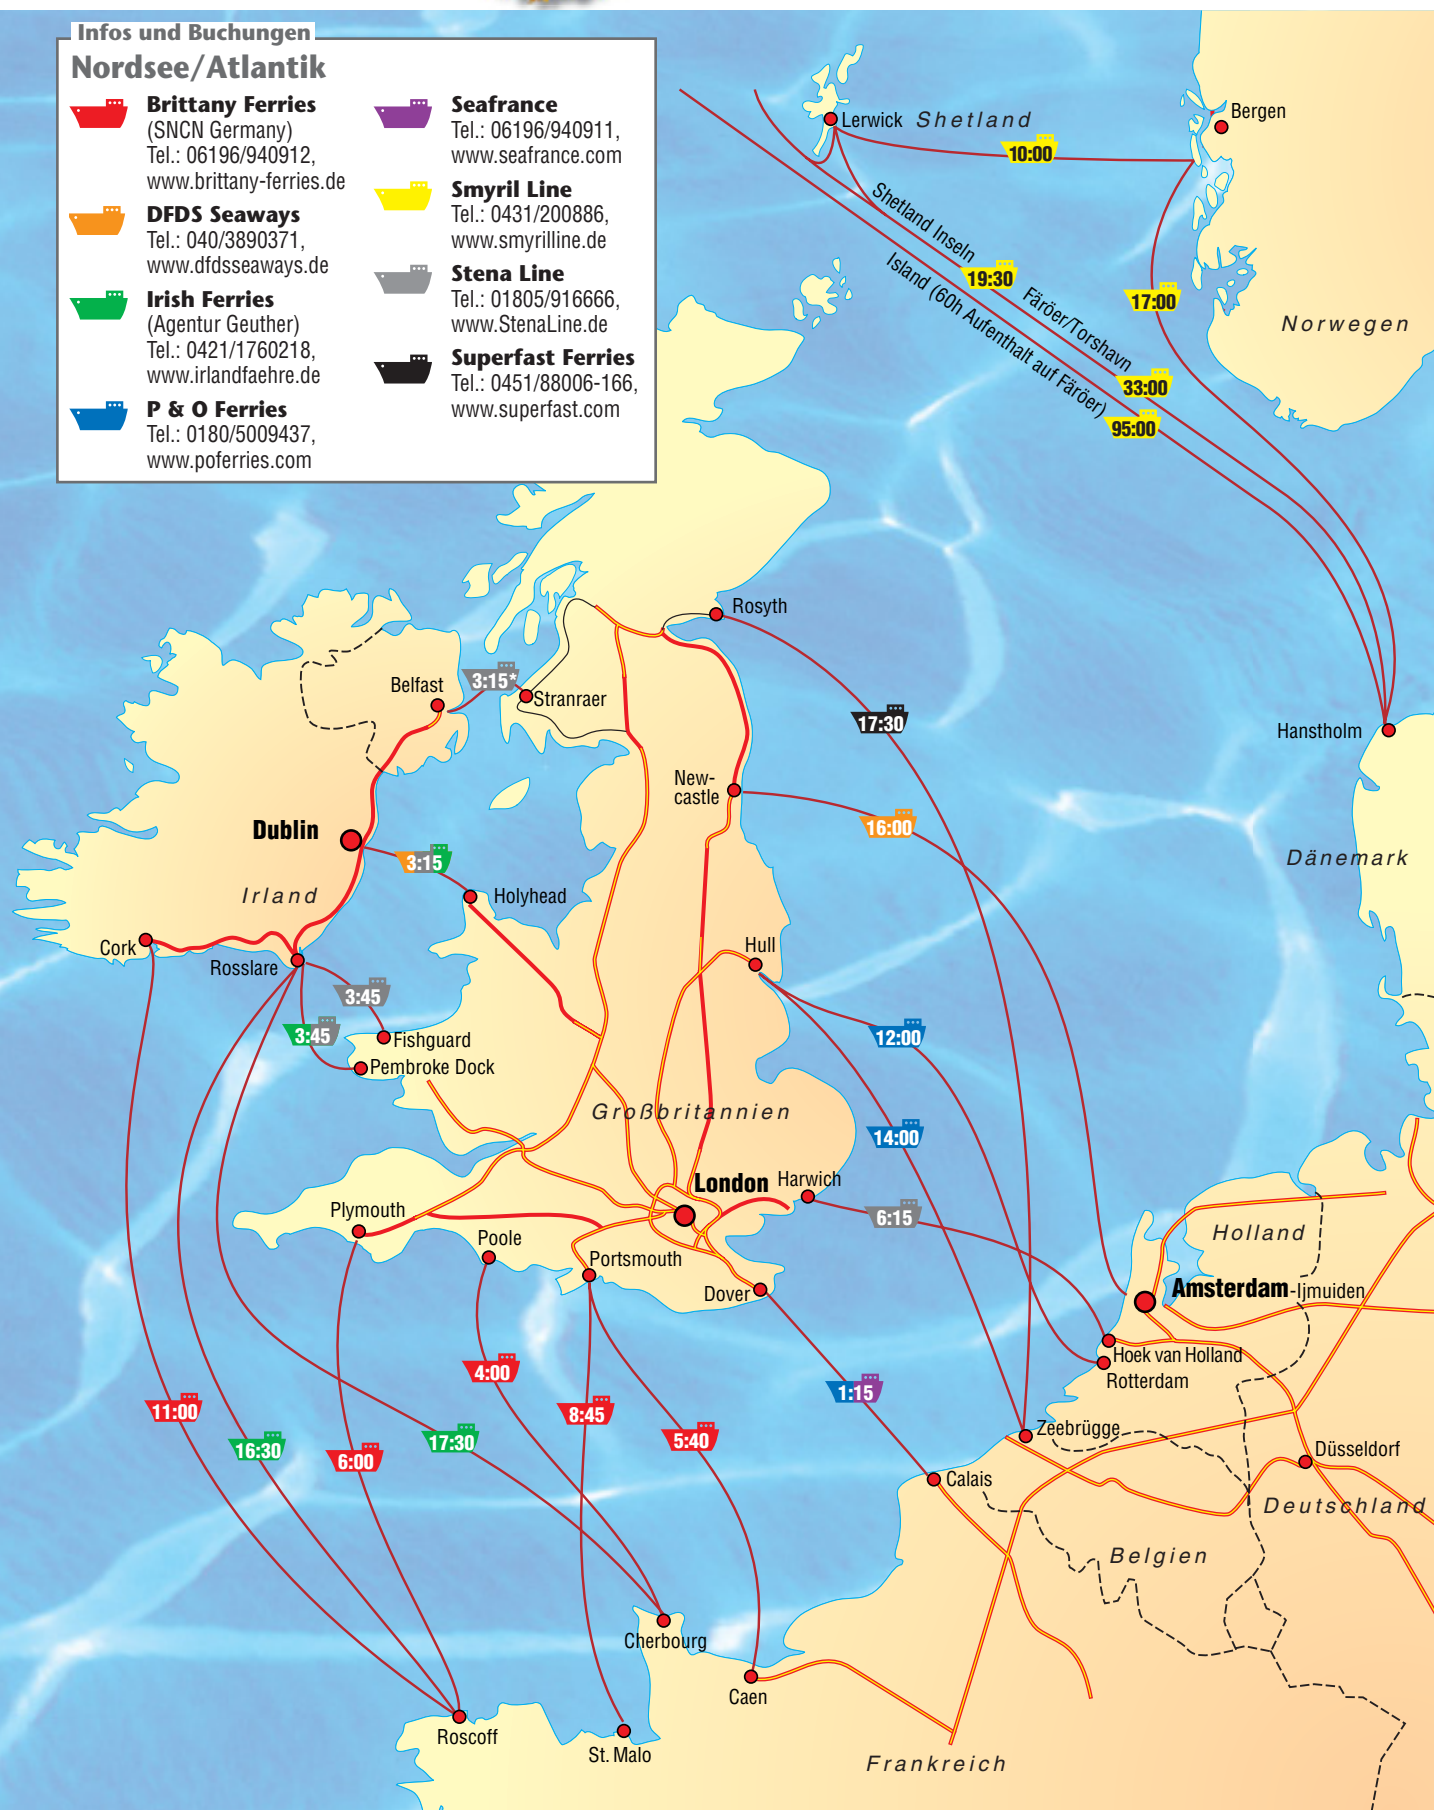 Infos und Buchungen
Nordsee/Atlantik
Brittany Ferries
(SNCN Germany)
Tel.: 06196/940912,
www.brittany-ferries.de
DFDS Seaways
Tel.: 040/3890371,
www.dfdsseaways.de
Irish Ferries
(Agentur Geuther)
Tel.: 0421/1760218,
www.irlandfaehre.de
P & O Ferries
Tel.: 0180/5009437,
www.poferries.com
Seafrance
Tel.: 06196/940911,
www.seafrance.com
Smyril Line
Tel.: 0431/200886,
www.smyrilline.de
Stena Line
Tel.: 01805/916666,
www.StenaLine.de
Superfast Ferries
Tel.: 0451/88006-166,
www.superfast.com
Lerwick
Shetland
Bergen
10:00
Shetland Inseln
19:30
Färöer/Torshavn
33:00
Island (60h Aufenthalt auf Färöer)
95:00
17:00
Norwegen
Rosyth
Belfast
3:15*
Stranraer
17:30
Hanstholm
New-
castle
16:00
Dublin
3:15
Dänemark
Irland
Holyhead
Cork
Rosslare
Hull
3:45
3:45
Fishguard
Pembroke Dock
12:00
Großbritannien
14:00
London
Harwich
6:15
Plymouth
Poole
Portsmouth
Dover
Holland
Amsterdam-Ijmuiden
Hoek van Holland
Rotterdam
4:00
1:15
11:00
8:45
5:40
16:30
6:00
17:30
Zeebrügge
Düsseldorf
Calais
Deutschland
Belgien
Cherbourg
Caen
Roscoff
St. Malo
Frankreich